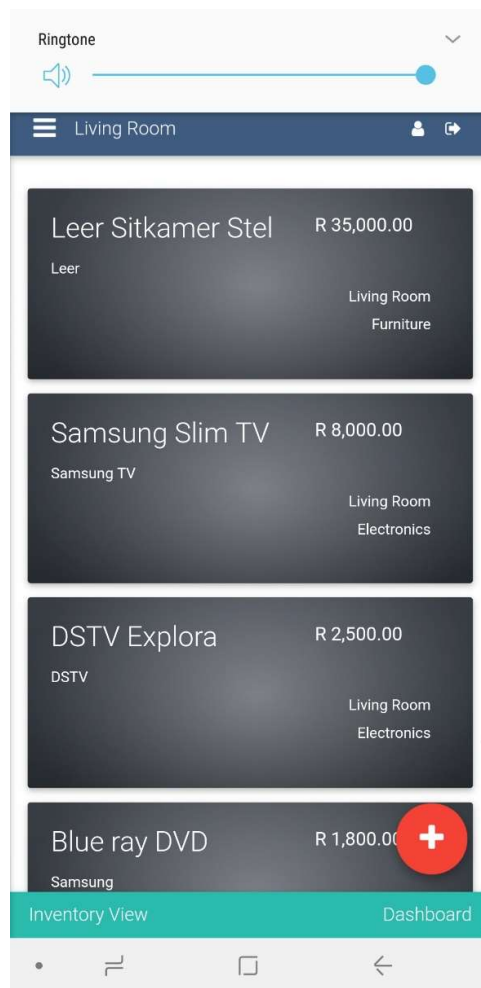 Ringtone
Living Room
Leer Sitkamer Stel R 35,000.00
Leer
Living Room
Furniture
Samsung Slim TV R 8,000.00
Samsung TV
Living Room
Electronics
DSTV Explora R 2,500.00
DSTV
Living Room
Electronics
Blue ray DVD R 1,800.00
Samsung
Inventory View Dashboard